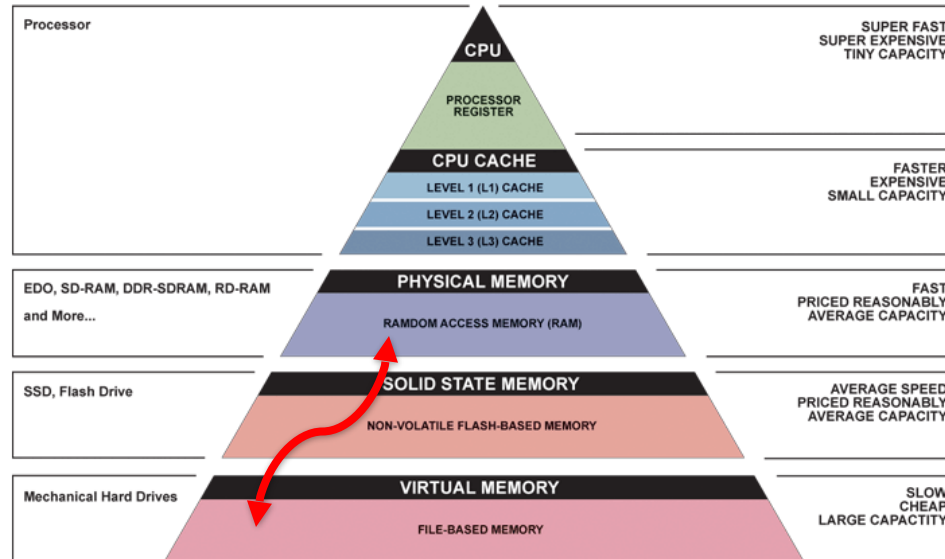 Processor
CPU
SUPER FAST
SUPER EXPENSIVE
TINY CAPACITY
PROCESSOR
REGISTER
CPU CACHE
LEVEL 1 (L1) CACHE
LEVEL 2 (L2) CACHE
LEVEL 3 (L3) CACHE
FASTER
EXPENSIVE
SMALL CAPACITY
EDO, SD-RAM, DDR-SDRAM, RD-RAM
and More...
PHYSICAL MEMORY
RAMDOM ACCESS MEMORY (RAM)
FAST
PRICED REASONABLY
AVERAGE CAPACITY
SSD, Flash Drive
SOLID STATE MEMORY
NON-VOLATILE FLASH-BASED MEMORY
AVERAGE SPEED
PRICED REASONABLY
AVERAGE CAPACITY
Mechanical Hard Drives
VIRTUAL MEMORY
FILE-BASED MEMORY
SLOW
CHEAP
LARGE CAPACTITY